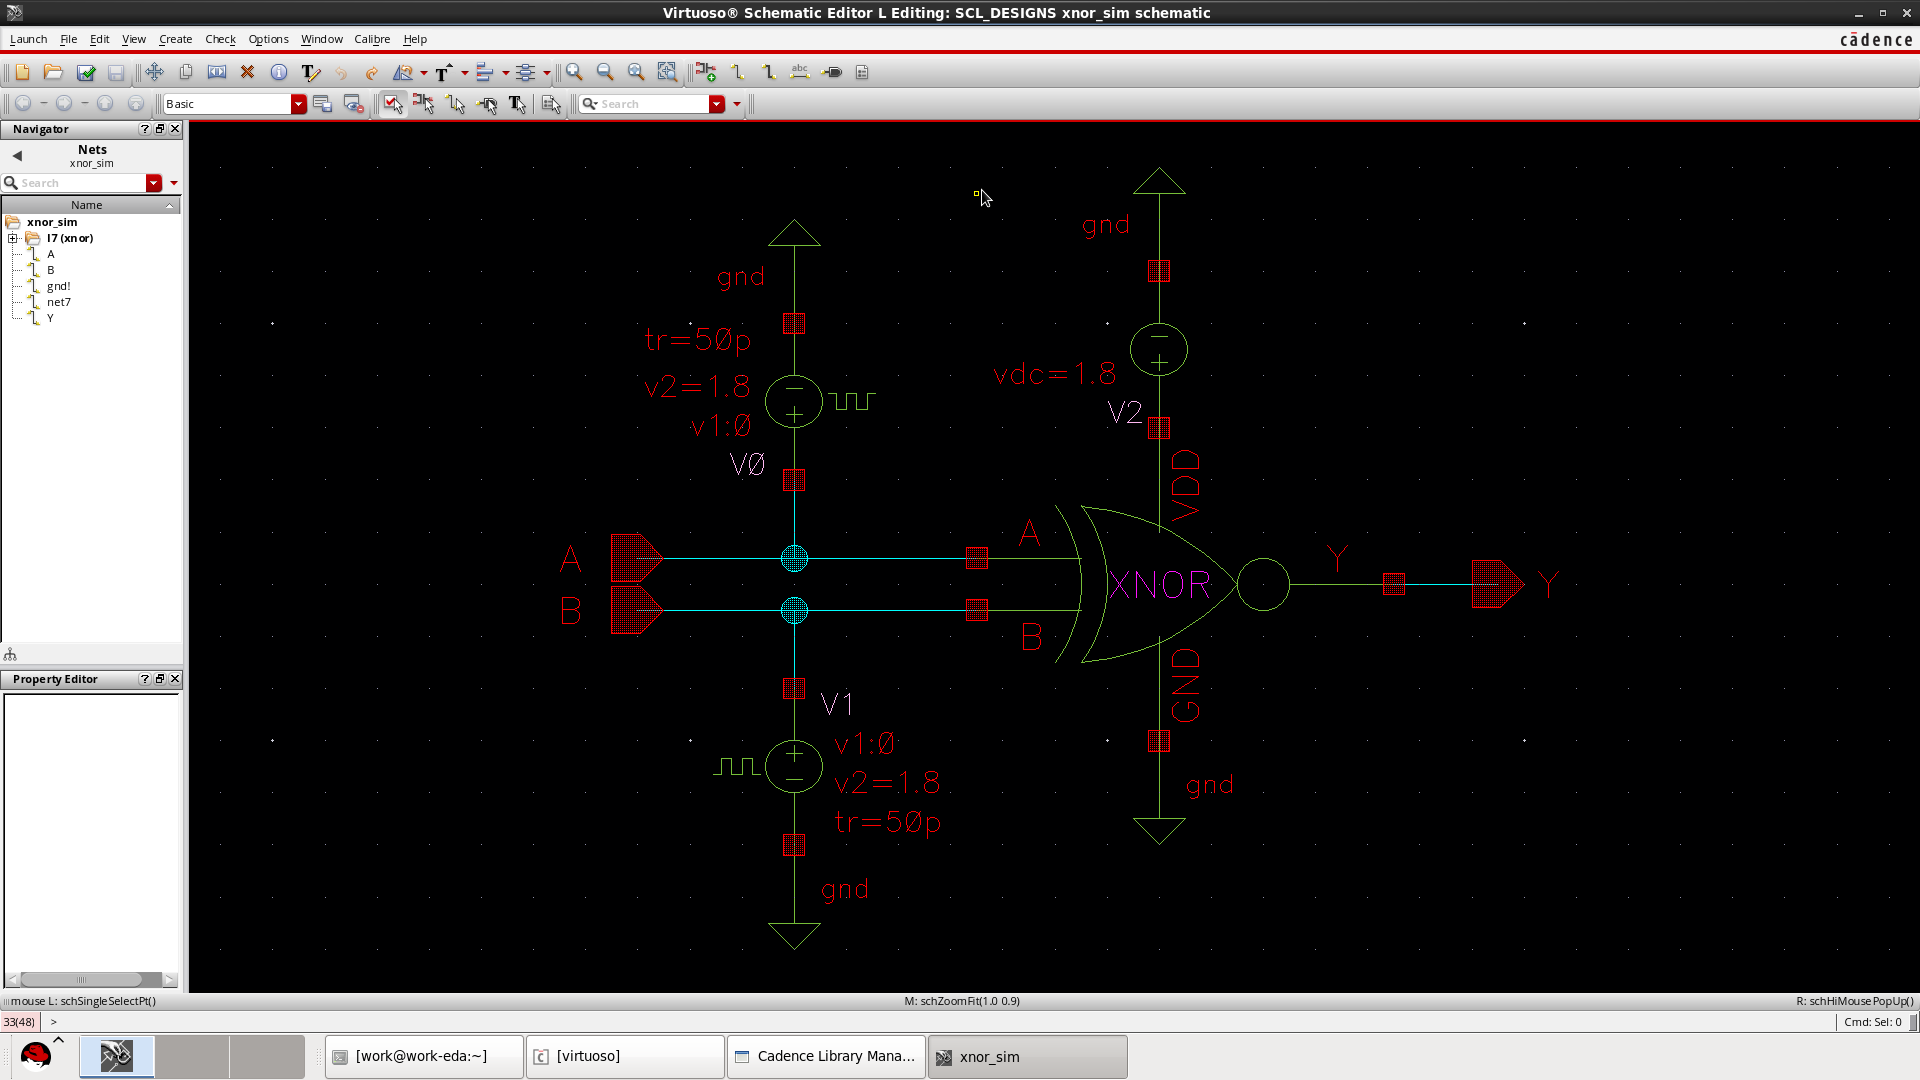 Virtuoso® Schematic Editor L Editing: SCL_DESIGNS xnor_sim schematic
Launch File Edit View Create Check Options Window Calibre Help
cādence
T T abc
Basic
T
Search
Navigator
?
Nets
xnor_sim
Search
Name
xnor_sim
I7 (xnor)
A
B
gnd!
net7
Y
Property Editor
?
gnd
tr=50p
v2=1.8
v1:0
V0
gnd
vdc=1.8
V2
VDD
A
B
A
B
XNOR
Y
Y
GND
gnd
V1
v1:0
v2=1.8
tr=50p
gnd
mouse L: schSingleSelectPt()
M: schZoomFit(1.0 0.9)
R: schHiMousePopUp()
33(48)
>
Cmd: Sel: 0
[work@work-eda:~]
[virtuoso]
Cadence Library Mana...
xnor_sim